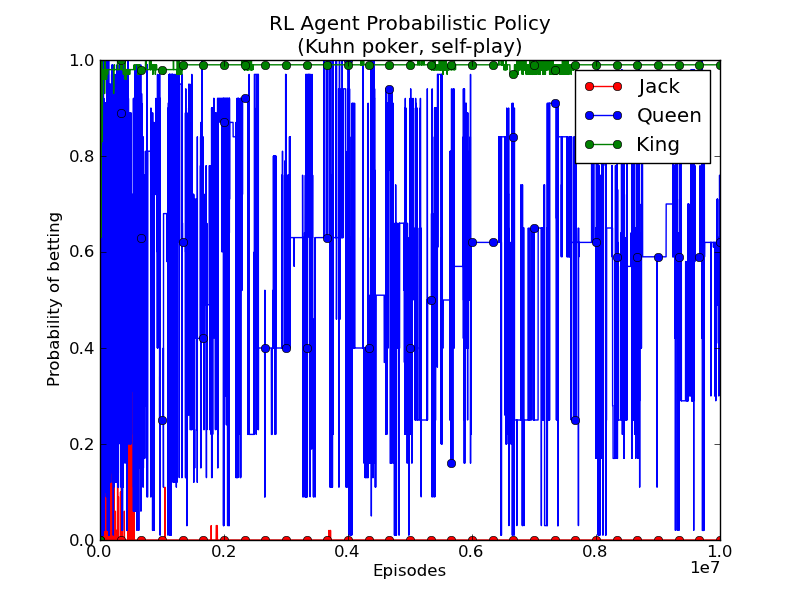 RL Agent Probabilistic Policy
(Kuhn poker, self-play)
Jack
Queen
King
Probability of betting
1.0
0.8
0.6
0.4
0.2
0.0
0.0
0.2
0.4
0.6
0.8
1.0
1e7
Episodes